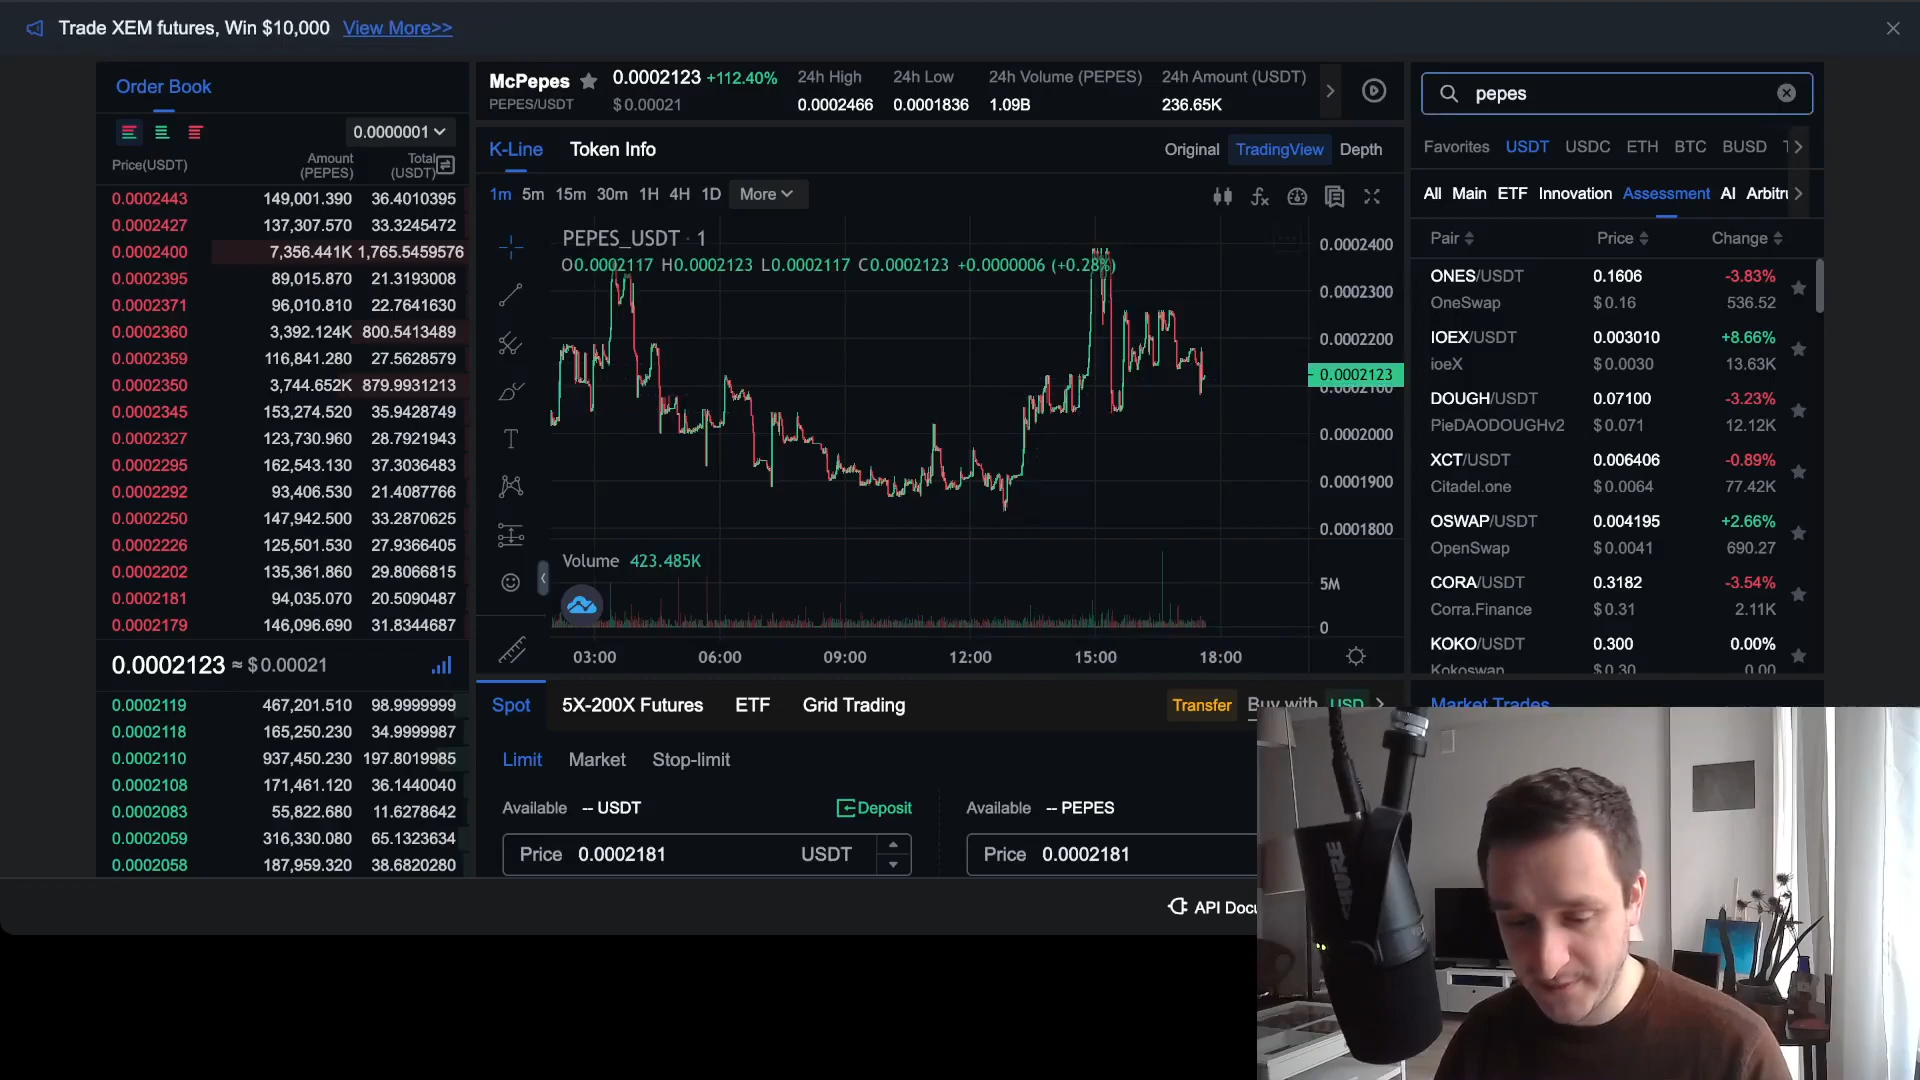 Trade XEM futures, Win $10,000 View More>>
Order Book
0.0000001
Price(USDT) Amount (PEPES) Total (USDT)
0.0002443 149,001.390 36.4010395
0.0002427 137,307.570 33.3245472
0.0002400 7,356.441K 1,765.5459576
0.0002395 89,015.870 21.3193008
0.0002371 96,010.810 22.7641630
0.0002360 3,392.124K 800.5413489
0.0002359 116,841.280 27.5628579
0.0002350 3,744.652K 879.9931213
0.0002345 153,274.520 35.9428749
0.0002327 123,730.960 28.7921943
0.0002295 162,543.130 37.3036483
0.0002292 93,406.530 21.4087766
0.0002250 147,942.500 33.2870625
0.0002226 125,501.530 27.9366405
0.0002202 135,361.860 29.8066815
0.0002181 94,035.070 20.5090487
0.0002179 146,096.690 31.8344687
0.0002123 ≈ $0.00021
0.0002119 467,201.510 98.9999999
0.0002118 165,250.230 34.9999987
0.0002110 937,450.230 197.8019985
0.0002108 171,461.120 36.1440040
0.0002083 55,822.680 11.6278642
0.0002059 316,330.080 65.1323634
0.0002058 187,959.320 38.6820280
McPepes 0.0002123 +112.40% 24h High 24h Low 24h Volume (PEPES) 24h Amount (USDT)
PEPES/USDT $0.00021 0.0002466 0.0001836 1.09B 236.65K
K-Line Token Info Original TradingView Depth
1m 5m 15m 30m 1H 4H 1D More
PEPES_USDT · 1
O0.0002117 H0.0002123 L0.0002117 C0.0002123 +0.0000006 (+0.28%)
0.0002400
0.0002300
0.0002200
0.0002123
0.0002100
0.0002000
0.0001900
0.0001800
Volume 423.485K
5M
0
03:00 06:00 09:00 12:00 15:00 18:00
Spot 5X-200X Futures ETF Grid Trading Transfer Buy with USD
Limit Market Stop-limit
Available -- USDT Deposit Available -- PEPES
Price 0.0002181 USDT Price 0.0002181
API Docu
pepes
Favorites USDT USDC ETH BTC BUSD
All Main ETF Innovation Assessment AI Arbitru
Pair Price Change
ONES/USDT 0.1606 -3.83%
OneSwap $0.16 536.52
IOEX/USDT 0.003010 +8.66%
ioeX $0.0030 13.63K
DOUGH/USDT 0.07100 -3.23%
PieDAODOUGHv2 $0.071 12.12K
XCT/USDT 0.006406 -0.89%
Citadel.one $0.0064 77.42K
OSWAP/USDT 0.004195 +2.66%
OpenSwap $0.0041 690.27
CORA/USDT 0.3182 -3.54%
Corra.Finance $0.31 2.11K
KOKO/USDT 0.300 0.00%
Kokoswap $0.30 0.00
Market Trades
SHURE